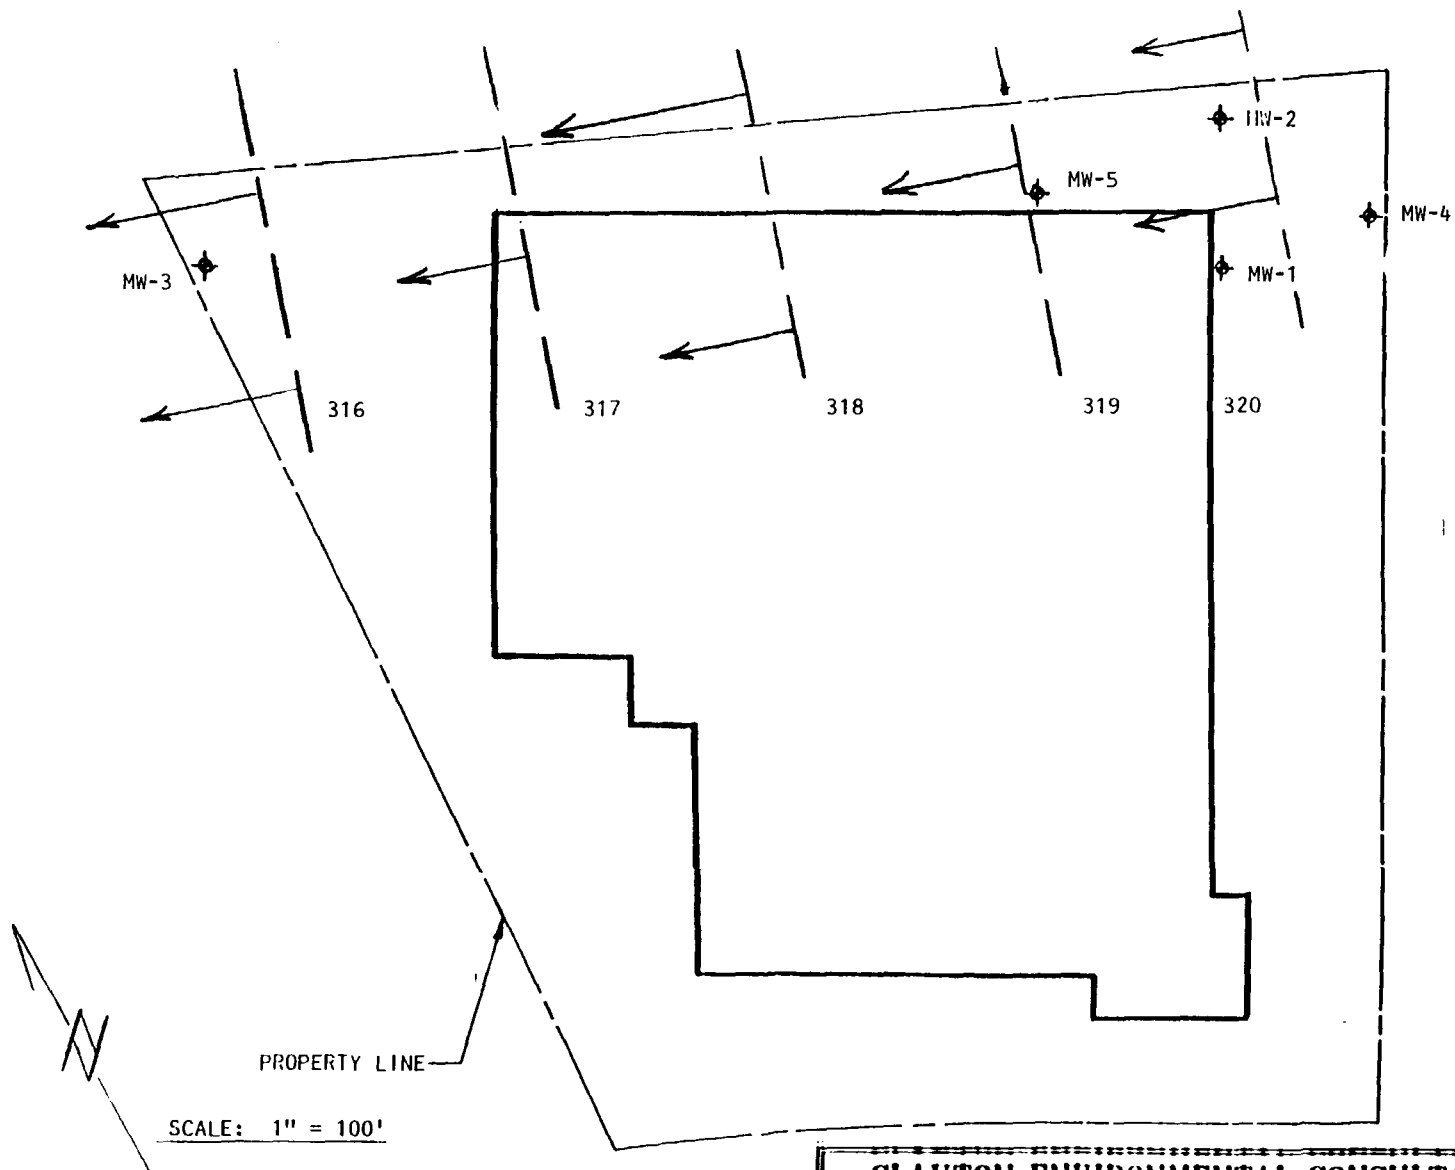 HW-2
MW-5
MW-4
MW-3
MW-1
316
317
318
319
320
N
PROPERTY LINE
SCALE: 1" = 100'